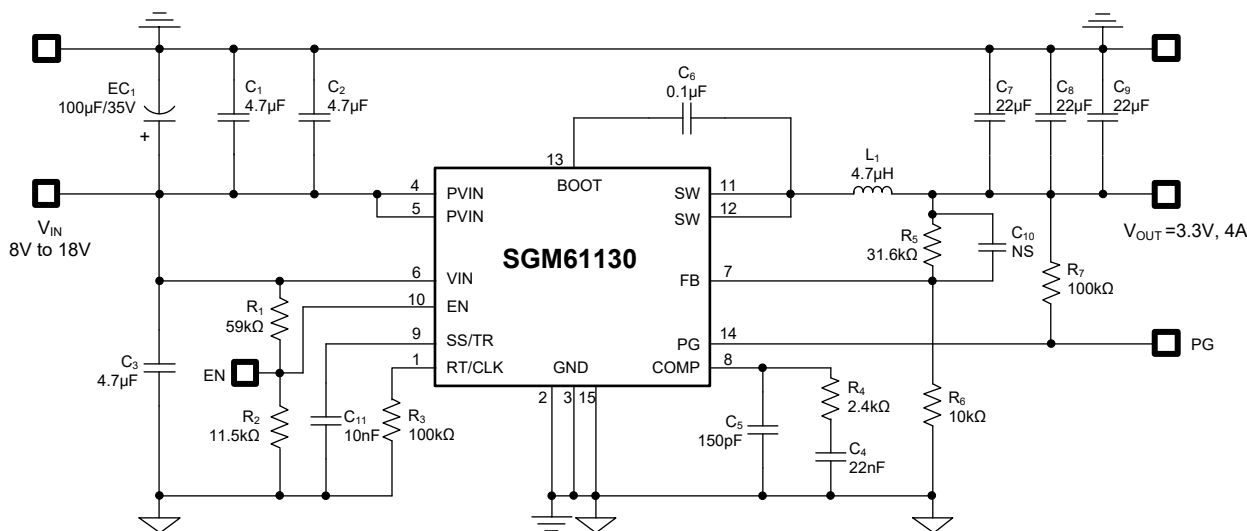 EC₁
100μF/35V
+
C₁
4.7μF
C₂
4.7μF
C₆
0.1μF
C₇
22μF
C₈
22μF
C₉
22μF
13
BOOT
L₁
4.7μH
4
PVIN
5
PVIN
SW
11
SW
12
V_IN
8V to 18V
V_OUT =3.3V, 4A
SGM61130
R₅
31.6kΩ
C₁₀
NS
6
VIN
FB
7
R₇
100kΩ
10
EN
R₁
59kΩ
9
SS/TR
PG
14
PG
1
RT/CLK
GND
COMP
8
C₃
4.7μF
EN
2
3
15
R₂
11.5kΩ
C₁₁
10nF
R₃
100kΩ
C₅
150pF
R₄
2.4kΩ
C₄
22nF
R₆
10kΩ